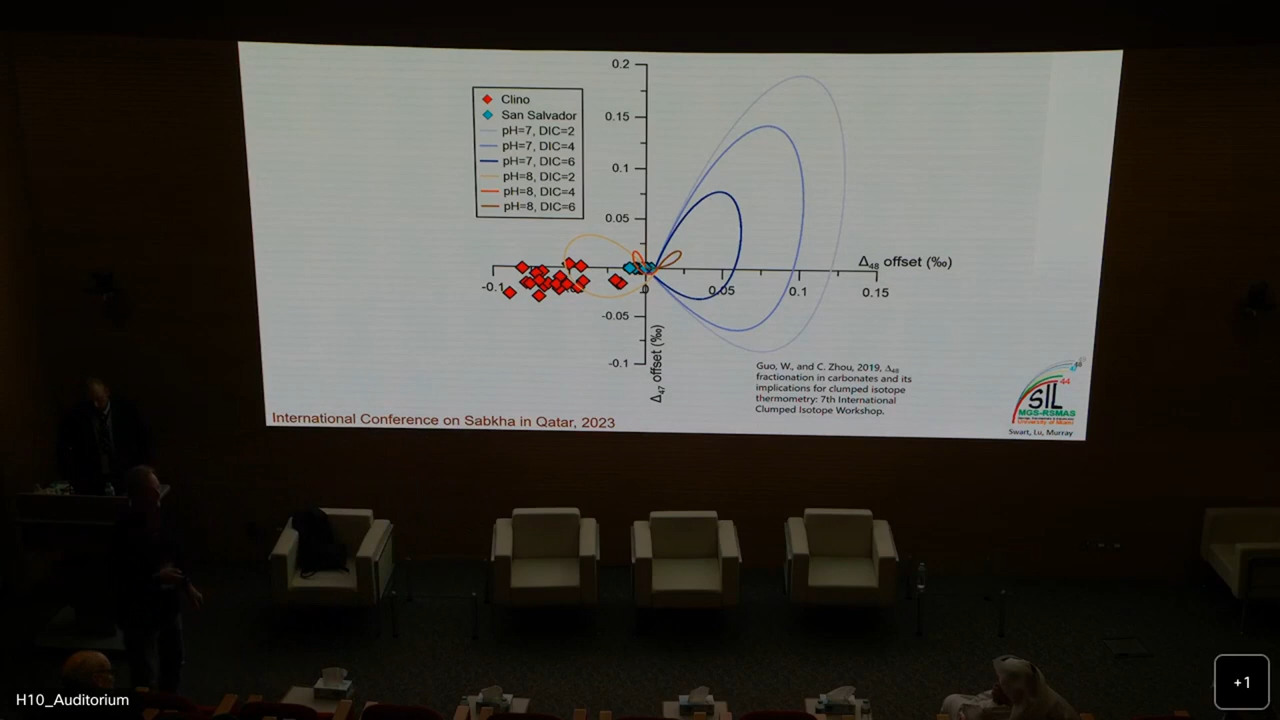 0.2
0.15
0.1
0.05
-0.05
-0.1
Clino
San Salvador
pH=7, DIC=2
pH=7, DIC=4
pH=7, DIC=6
pH=8, DIC=2
pH=8, DIC=4
pH=8, DIC=6
Δ48 offset (‰)
-0.1
0
0.05
0.1
0.15
Δ47 offset (‰)
Guo, W., and C. Zhou, 2019, Δ48
fractionation in carbonates and its
implications for clumped isotope
thermometry: 7th International
Clumped Isotope Workshop.
44
SIL
MGS-RSMAS
University of Miami
Swart, Lu, Murray
International Conference on Sabkha in Qatar, 2023
H10_Auditorium
+1